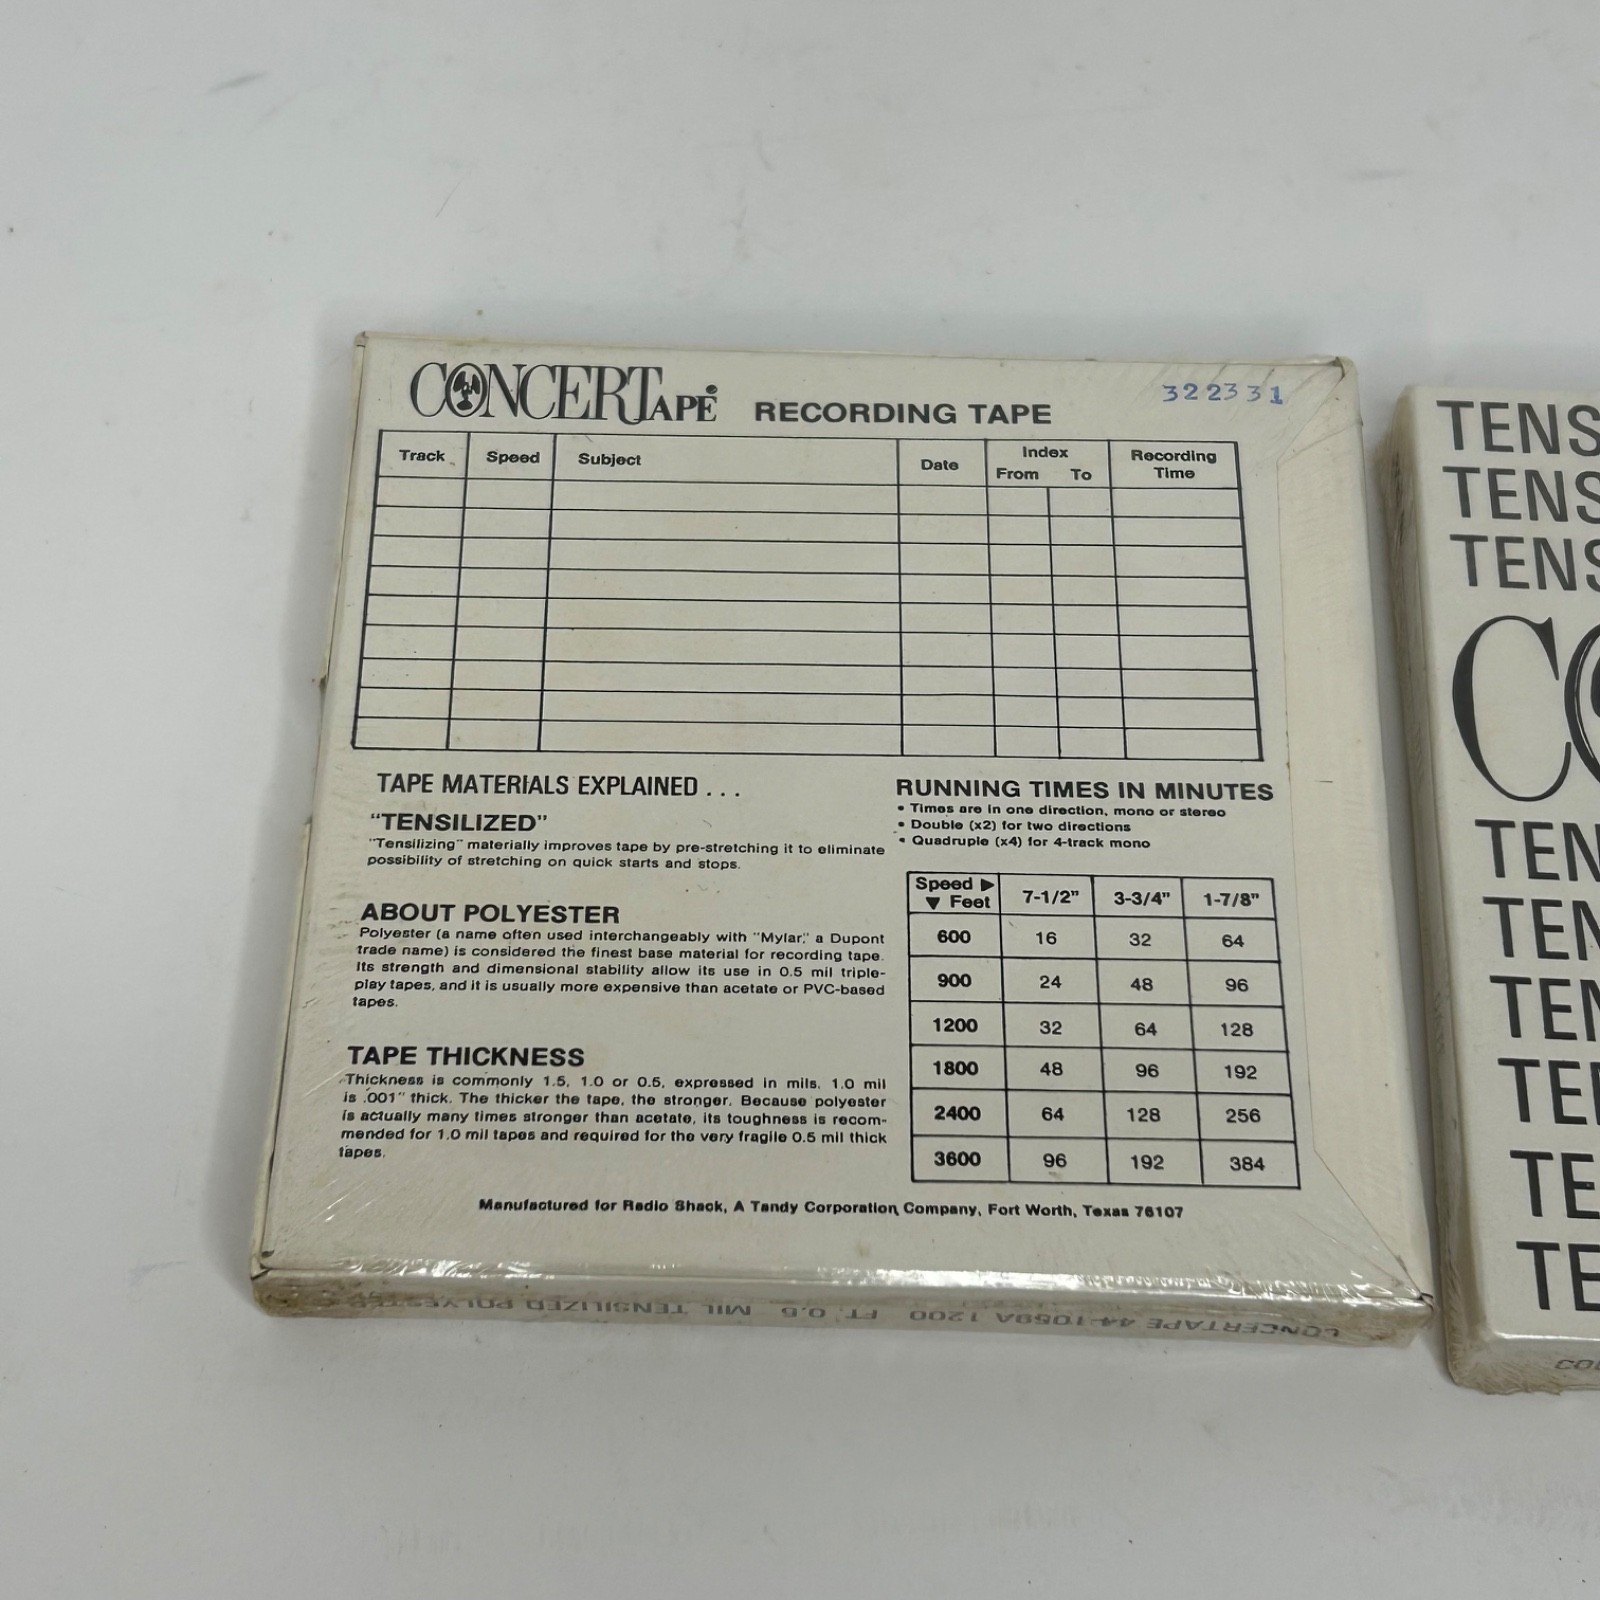 CONCERTAPE® RECORDING TAPE 322331
Track Speed Subject Date Index From To Recording Time
TAPE MATERIALS EXPLAINED . . .
"TENSILIZED"
"Tensilizing" materially improves tape by pre-stretching it to eliminate
possibility of stretching on quick starts and stops.
ABOUT POLYESTER
Polyester (a name often used interchangeably with "Mylar," a Dupont
trade name) is considered the finest base material for recording tape.
Its strength and dimensional stability allow its use in 0.5 mil triple-
play tapes, and it is usually more expensive than acetate or PVC-based
tapes.
TAPE THICKNESS
Thickness is commonly 1.5, 1.0 or 0.5, expressed in mils. 1.0 mil
is .001" thick. The thicker the tape, the stronger. Because polyester
is actually many times stronger than acetate, its toughness is recom-
mended for 1.0 mil tapes and required for the very fragile 0.5 mil thick
tapes.
RUNNING TIMES IN MINUTES
• Times are in one direction, mono or stereo
• Double (x2) for two directions
• Quadruple (x4) for 4-track mono
Speed ▶ 7-1/2" 3-3/4" 1-7/8"
▼ Feet
600 16 32 64
900 24 48 96
1200 32 64 128
1800 48 96 192
2400 64 128 256
3600 96 192 384
Manufactured for Radio Shack, A Tandy Corporation Company, Fort Worth, Texas 76107
CONCERTAPE 44-1059A 1200 FT. 0.5 MIL TENSILIZED POLYESTER
TENS
TENS
TENS
CO
TEN
TEN
TEN
TE
TE
TE